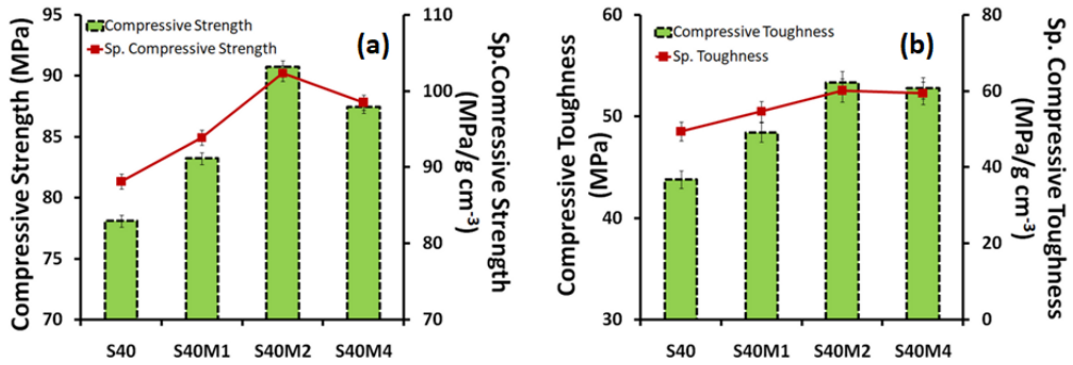 Compressive Strength (MPa)
95
90
85
80
75
70
Compressive Strength
Sp. Compressive Strength
(a)
110
100
90
80
70
Sp.Comressive Strength
(MPa/g cm-3)
S40 S40M1 S40M2 S40M4
Compressive Toughness
(MPa)
60
50
40
30
Compressive Toughness
Sp. Toughness
(b)
80
60
40
20
0
Sp. Compressive Toughness
(MPa/g cm-3)
S40 S40M1 S40M2 S40M4